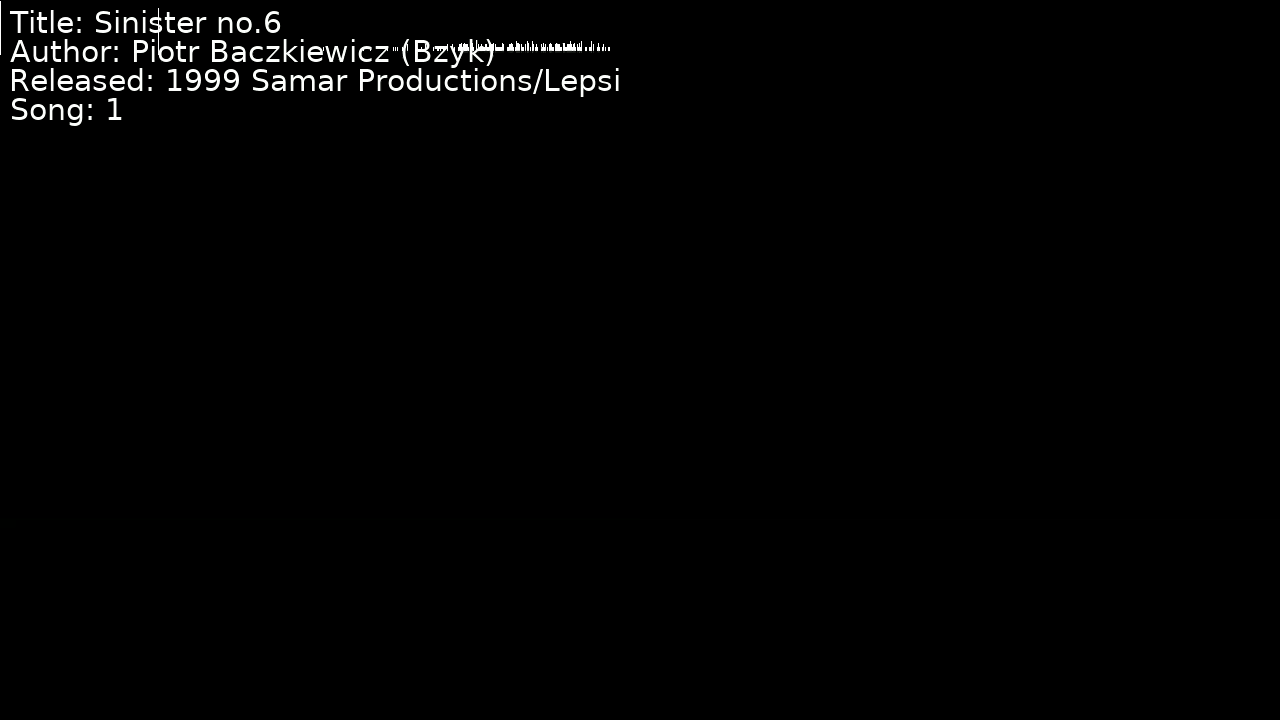 Title: Sinister no.6
Author: Piotr Baczkiewicz (Bzyk)
Released: 1999 Samar Productions/Lepsi
Song: 1